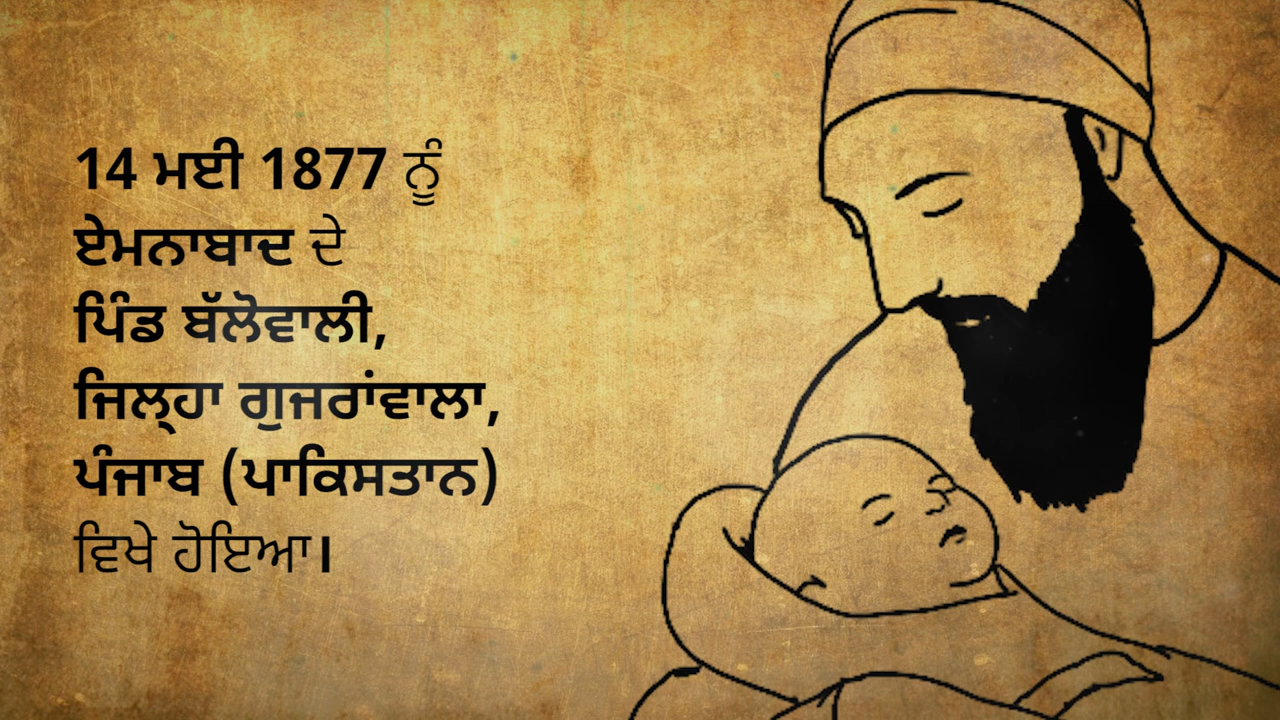 14 ਮਈ 1877 ਨੂੰ
ਏਮਨਾਬਾਦ ਦੇ
ਪਿੰਡ ਬੱਲੋਵਾਲੀ,
ਜਿਲ੍ਹਾ ਗੁਜਰਾਂਵਾਲਾ,
ਪੰਜਾਬ (ਪਾਕਿਸਤਾਨ)
ਵਿਖੇ ਹੋਇਆ।